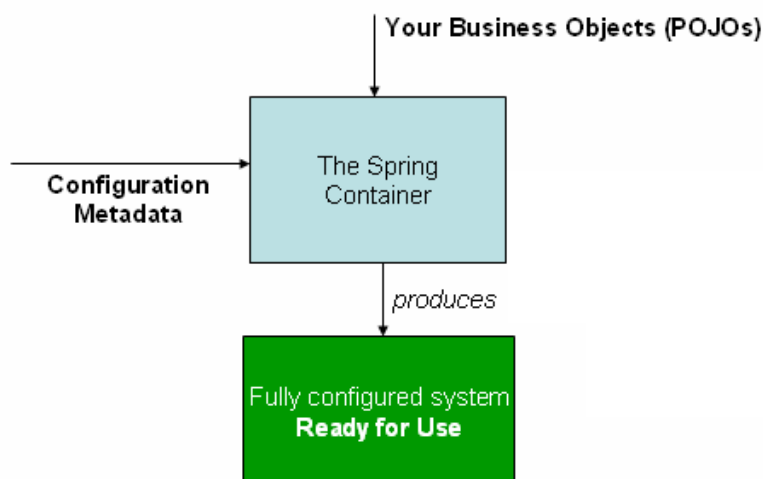 Your Business Objects (POJOs)
The Spring
Container
Configuration
Metadata
produces
Fully configured system
Ready for Use